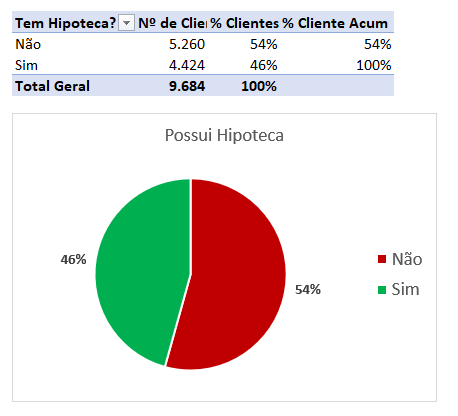 Tem Hipoteca? Nº de Clie % Clientes % Cliente Acum
Não 5.260 54% 54%
Sim 4.424 46% 100%
Total Geral 9.684 100%
Possui Hipoteca
46%
54%
Não
Sim